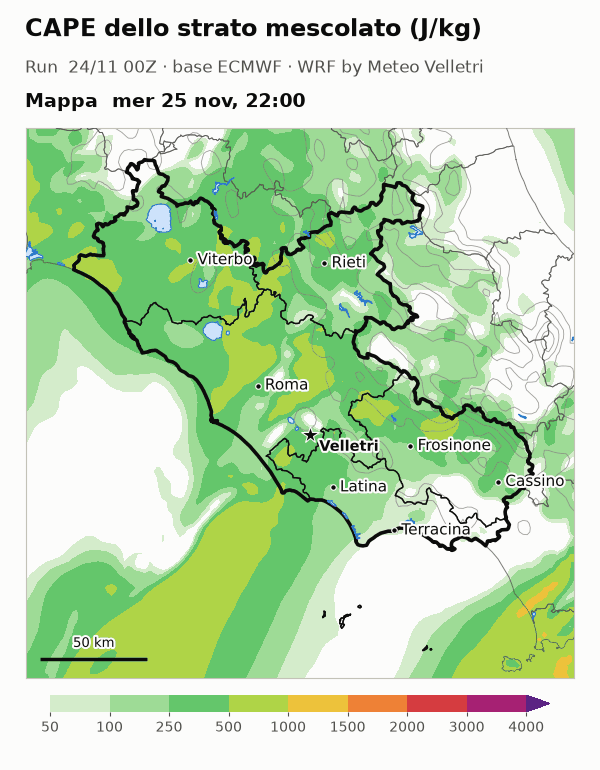 CAPE dello strato mescolato (J/kg)
Run  24/11 00Z · base ECMWF · WRF by Meteo Velletri
Mappa  mer 25 nov, 22:00
Viterbo
Rieti
Roma
Velletri
Frosinone
Latina
Cassino
Terracina
50 km
50 100 250 500 1000 1500 2000 3000 4000